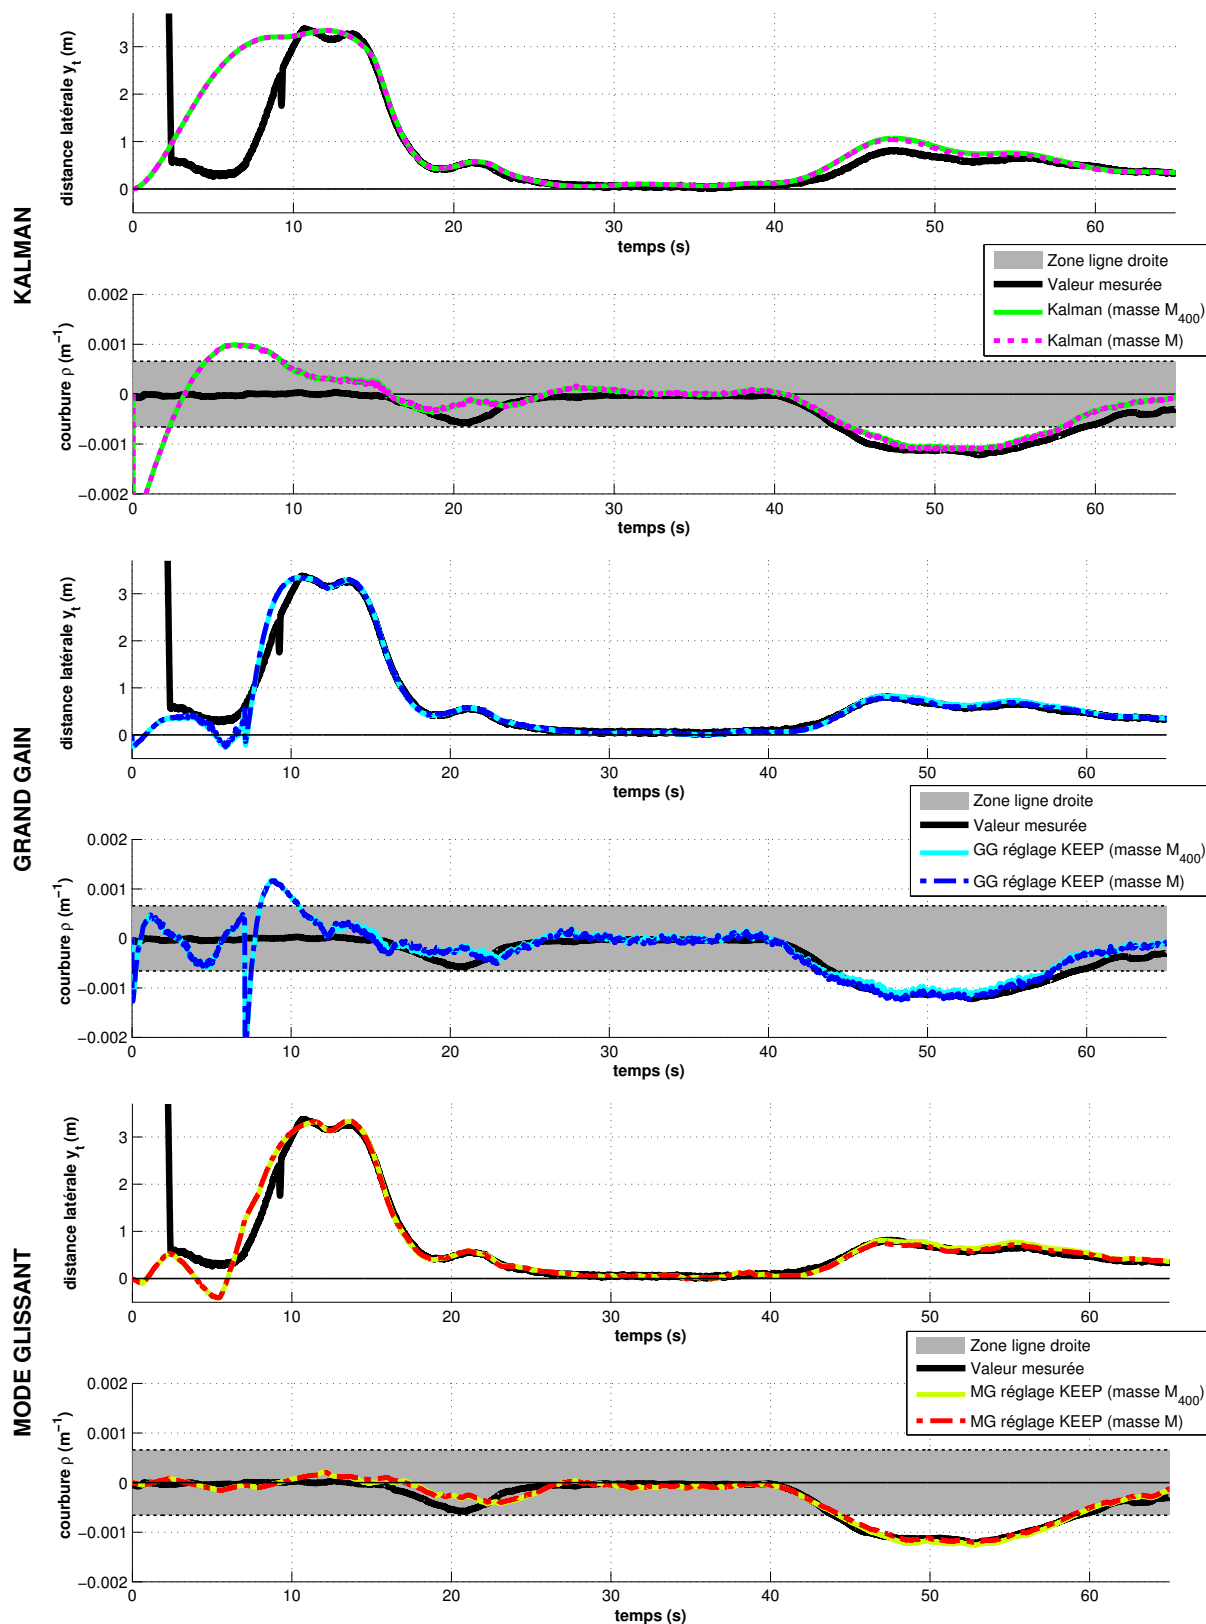 KALMAN
distance latérale y_t (m)
3
2
1
0
0 10 20 30 40 50 60
temps (s)
Zone ligne droite
Valeur mesurée
Kalman (masse M_400)
Kalman (masse M)
courbure ρ (m⁻¹)
0.002
0.001
0
−0.001
−0.002
0 10 20 30 40 50 60
temps (s)
GRAND GAIN
distance latérale y_t (m)
3
2
1
0
0 10 20 30 40 50 60
temps (s)
Zone ligne droite
Valeur mesurée
GG réglage KEEP (masse M_400)
GG réglage KEEP (masse M)
courbure ρ (m⁻¹)
0.002
0.001
0
−0.001
−0.002
0 10 20 30 40 50 60
temps (s)
MODE GLISSANT
distance latérale y_t (m)
3
2
1
0
0 10 20 30 40 50 60
temps (s)
Zone ligne droite
Valeur mesurée
MG réglage KEEP (masse M_400)
MG réglage KEEP (masse M)
courbure ρ (m⁻¹)
0.002
0.001
0
−0.001
−0.002
0 10 20 30 40 50 60
temps (s)